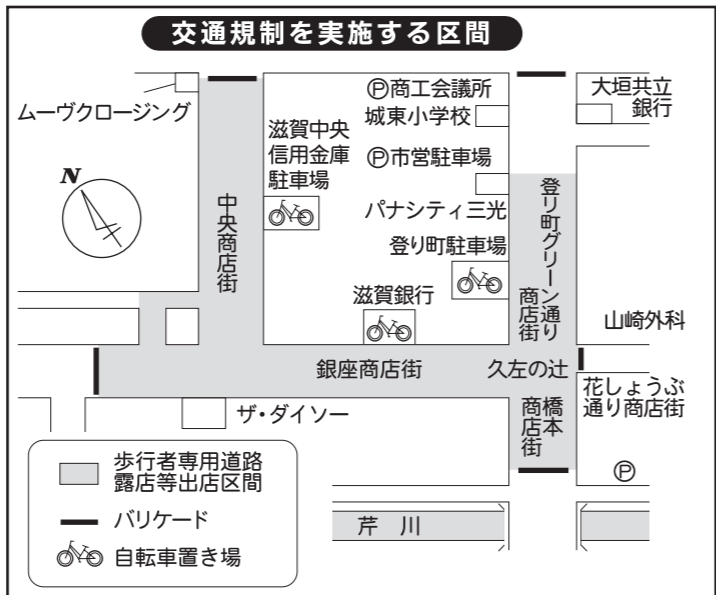 交通規制を実施する区間
ムーヴクロージング
Ⓟ商工会議所
城東小学校
大垣共立
銀行
滋賀中央
信用金庫
駐車場
Ⓟ市営駐車場
N
パナシティ三光
登り町駐車場
中央商店街
登り町グリーン通り
商店街
滋賀銀行
山崎外科
銀座商店街
久左の辻
花しょうぶ
通り商店街
ザ・ダイソー
橋本
商店街
Ⓟ
歩行者専用道路
露店等出店区間
バリケード
自転車置き場
芹川